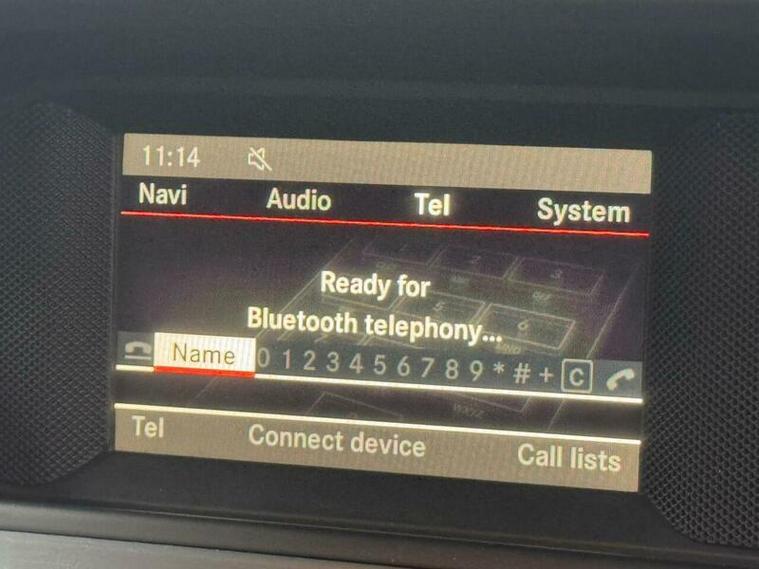 11:14
Navi Audio Tel System
Ready for
Bluetooth telephony...
Name 0 1 2 3 4 5 6 7 8 9 * # + C
Tel Connect device Call lists